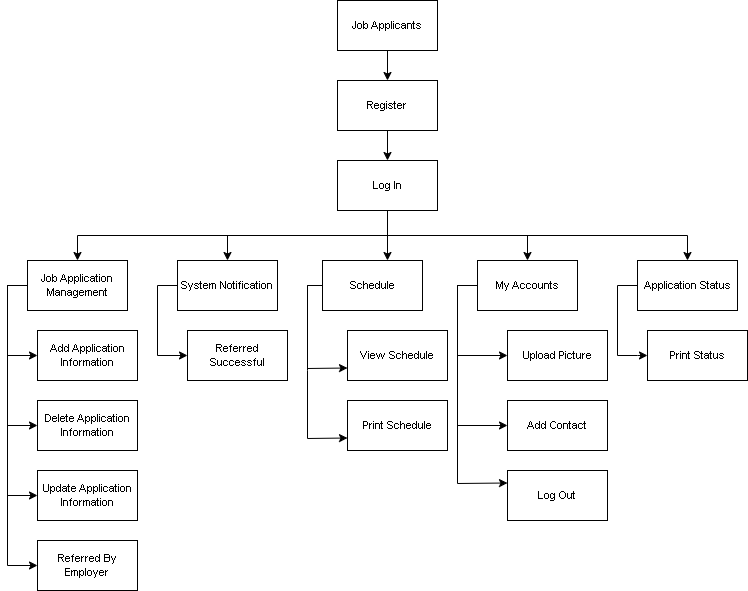 Job Applicants
Register
Log In
Job Application
Management
System Notification
Schedule
My Accounts
Application Status
Add Application
Information
Referred
Successful
View Schedule
Upload Picture
Print Status
Delete Application
Information
Print Schedule
Add Contact
Update Application
Information
Log Out
Referred By
Employer